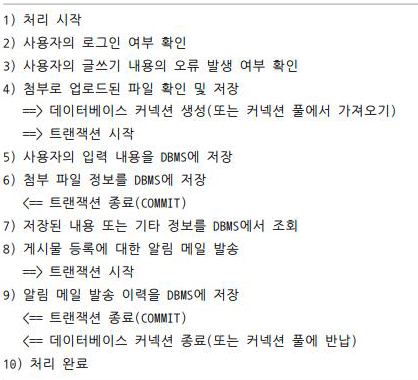 1) 처리 시작
2) 사용자의 로그인 여부 확인
3) 사용자의 글쓰기 내용의 오류 발생 여부 확인
4) 첨부로 업로드된 파일 확인 및 저장
==> 데이터베이스 커넥션 생성(또는 커넥션 풀에서 가져오기)
==> 트랜잭션 시작
5) 사용자의 입력 내용을 DBMS에 저장
6) 첨부 파일 정보를 DBMS에 저장
<== 트랜잭션 종료(COMMIT)
7) 저장된 내용 또는 기타 정보를 DBMS에서 조회
8) 게시물 등록에 대한 알림 메일 발송
==> 트랜잭션 시작
9) 알림 메일 발송 이력을 DBMS에 저장
<== 트랜잭션 종료(COMMIT)
<== 데이터베이스 커넥션 종료(또는 커넥션 풀에 반납)
10) 처리 완료